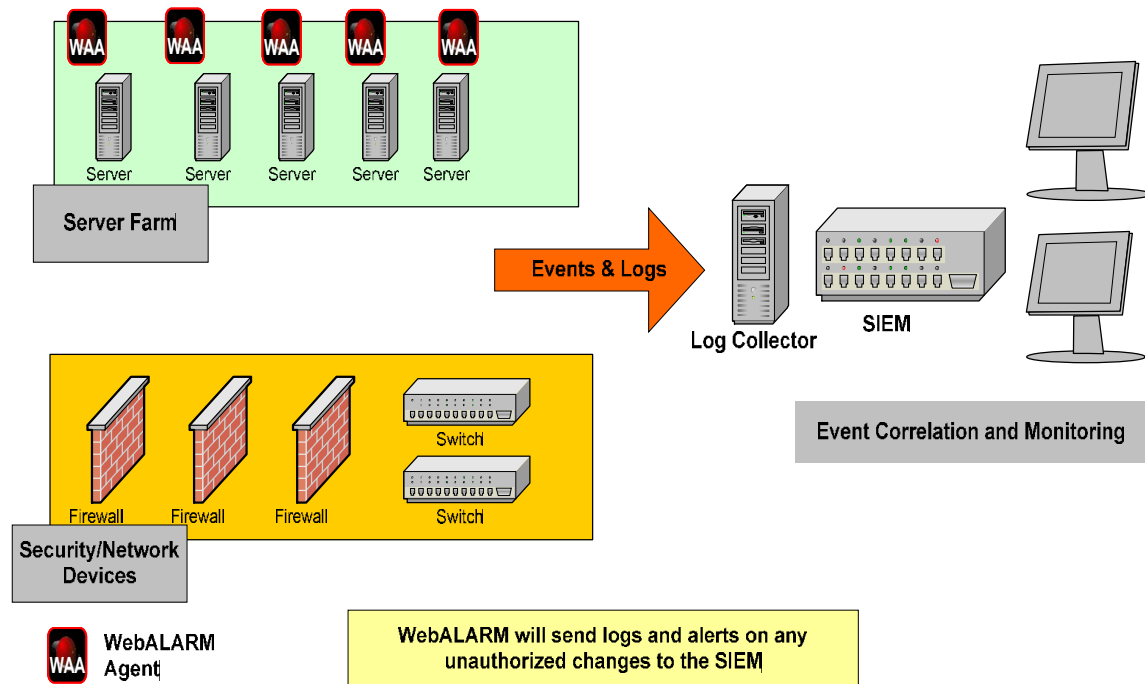 WAA WAA WAA WAA WAA
Server Server Server Server Server
Server Farm
Events & Logs
Log Collector
SIEM
Event Correlation and Monitoring
Switch
Switch
Firewall Firewall Firewall
Security/Network
Devices
WAA
WebALARM
Agent
WebALARM will send logs and alerts on any
unauthorized changes to the SIEM